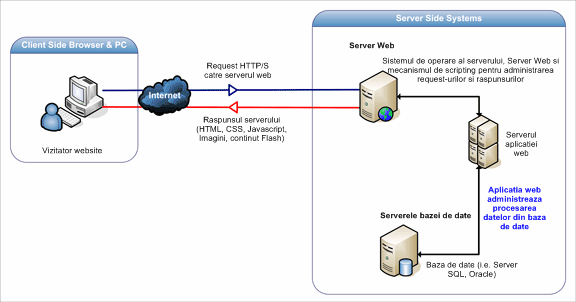 Server Side Systems
Client Side Browser & PC
Server Web
Request HTTP/S
catre serverul web
Sistemul de operare al serverului, Server Web si
mecanismul de scripting pentru administrarea
request-urilor si raspunsurilor
Internet
Raspunsul serverului
(HTML, CSS, Javascript,
Imagini, continut Flash)
Vizitator website
Serverul
aplicatiei
web
Aplicatia web
administreaza
procesarea
datelor din baza
de date
Serverele bazei de date
Baza de date (i.e. Server
SQL, Oracle)